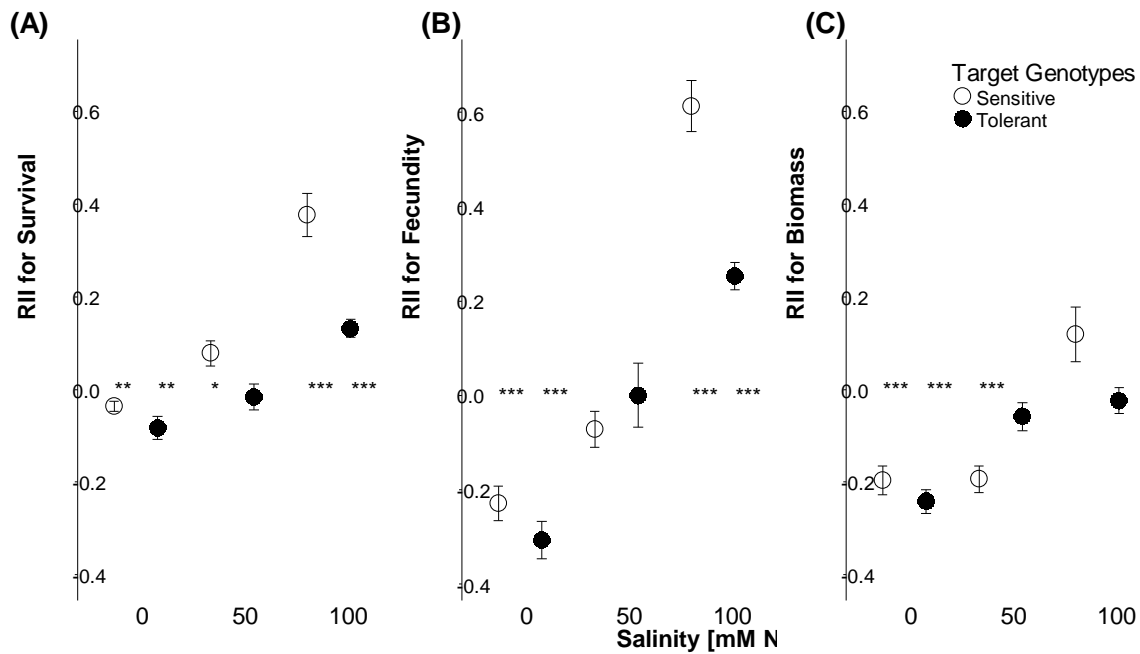 (A)
(B)
(C)
Target Genotypes
Sensitive
Tolerant
RII for Survival
0.6
0.4
0.2
0.0
-0.2
-0.4
** ** * *** ***
0 50 100
RII for Fecundity
0.6
0.4
0.2
0.0
-0.2
-0.4
*** *** *** ***
0 50 100
RII for Biomass
0.6
0.4
0.2
0.0
-0.2
-0.4
*** *** ***
0 50 100
Salinity [mM N